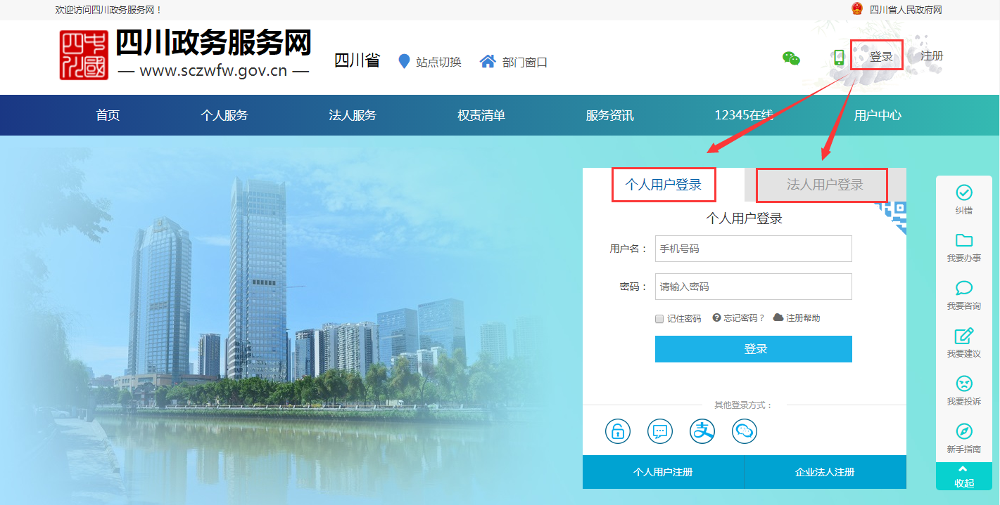 欢迎访问四川政务服务网！
四川省人民政府网
四川中國
四川政务服务网
— www.sczwfw.gov.cn —
四川省 站点切换 部门窗口
登录 注册
首页 个人服务 法人服务 权责清单 服务资讯 12345在线 用户中心
个人用户登录 法人用户登录
个人用户登录
用户名： 手机号码
密码： 请输入密码
记住密码 忘记密码？ 注册帮助
登录
其他登录方式：
支
个人用户注册 企业法人注册
纠错
我要办事
我要咨询
我要建议
我要投诉
新手指南
收起